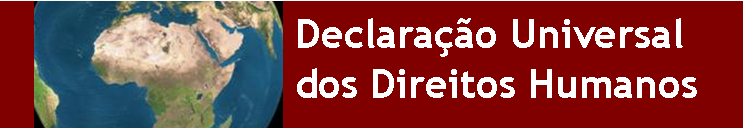 Declaração Universal
dos Direitos Humanos